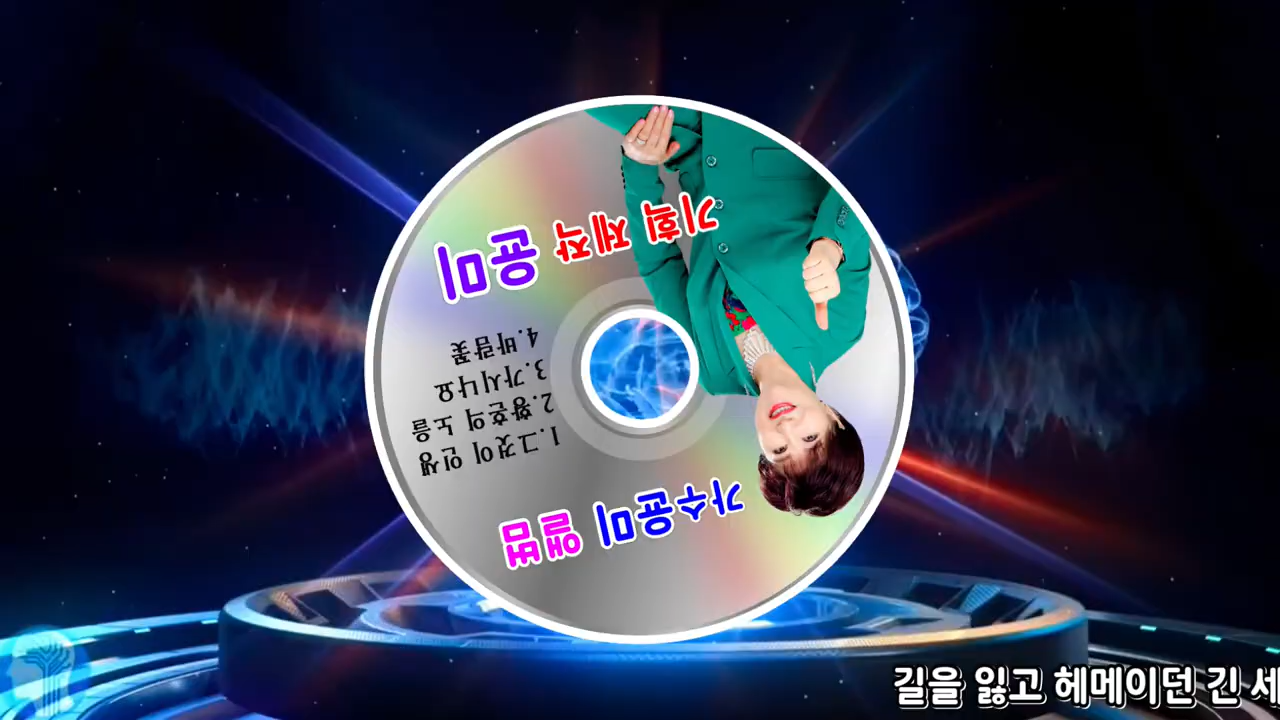 가수윤미 앨범
1.그것이 인생
2.황혼의 노을
3.가시나요
4.바람꽃
기획 제작 윤미
길을 잃고 헤메이던 긴 세